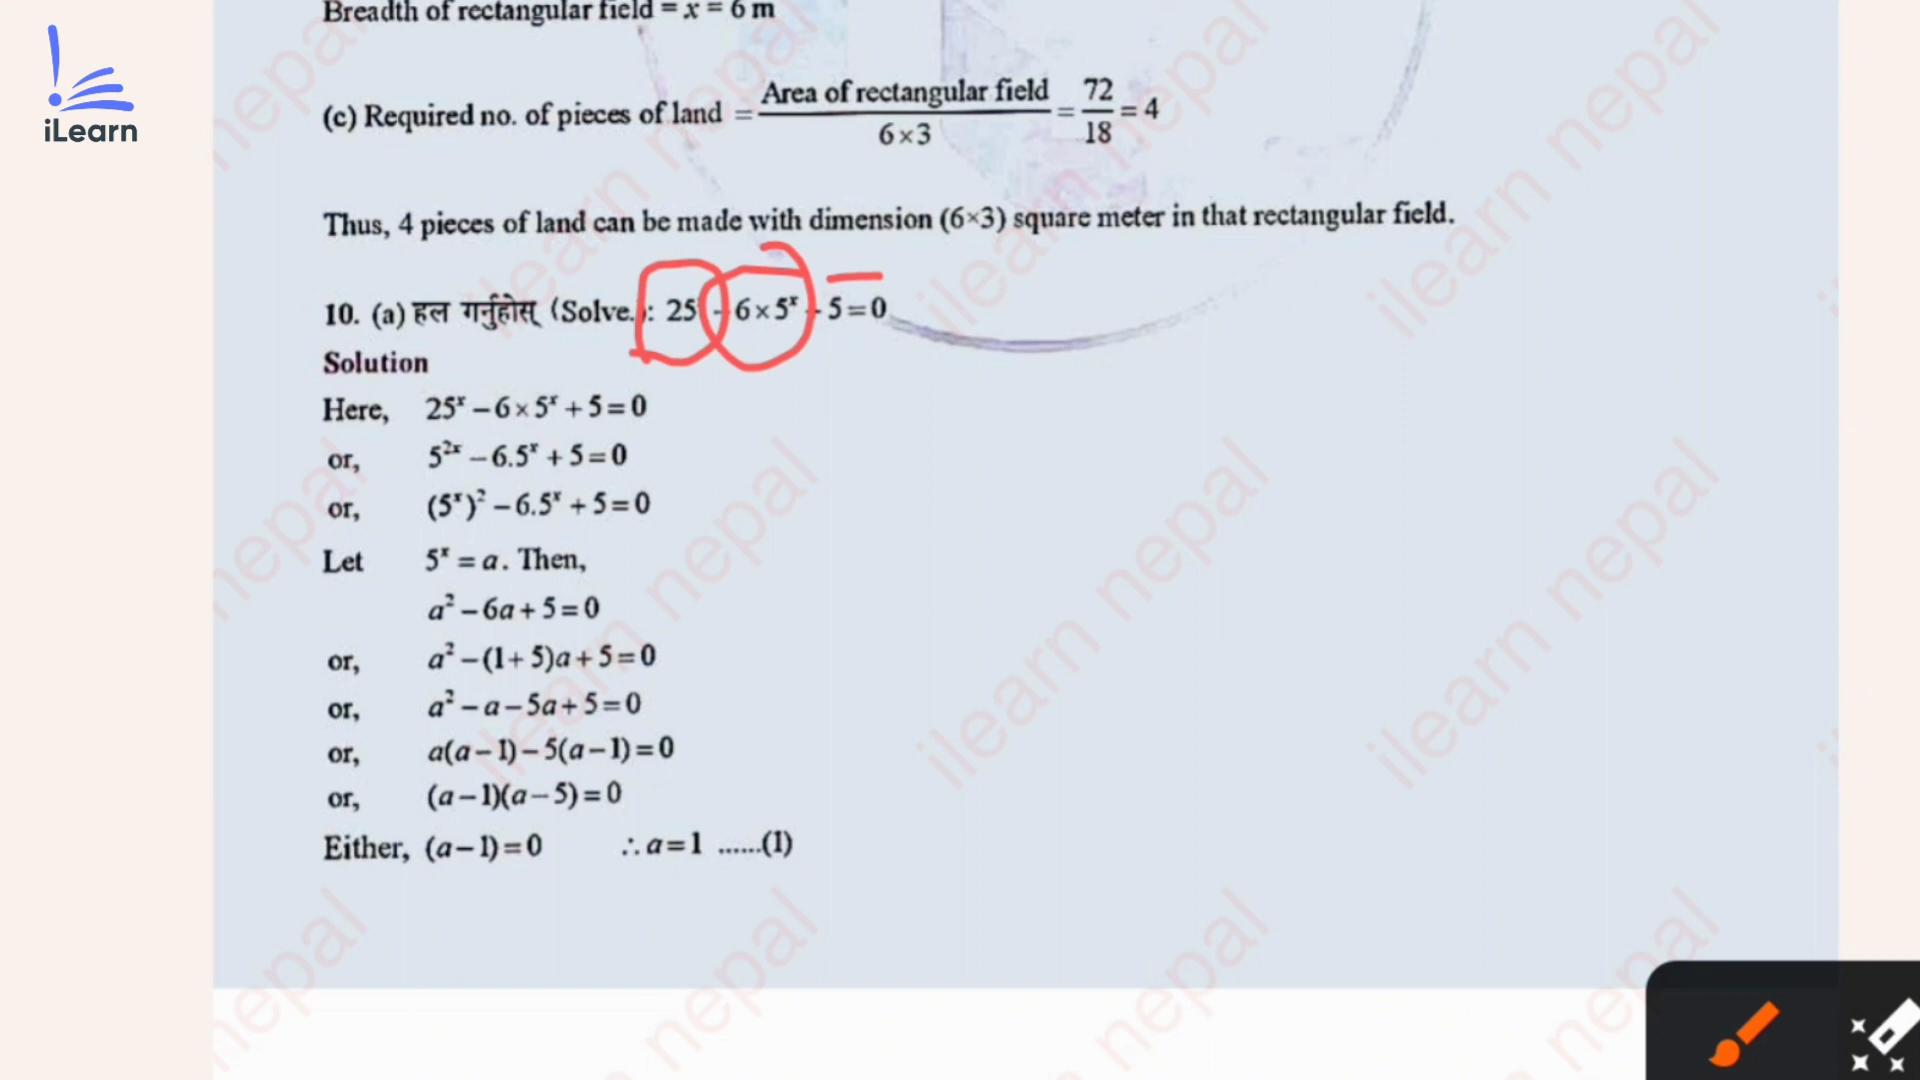 iLearn
Breadth of rectangular field = x = 6 m
(c) Required no. of pieces of land = Area of rectangular field / 6×3 = 72/18 = 4
Thus, 4 pieces of land can be made with dimension (6×3) square meter in that rectangular field.
10. (a) हल गर्नुहोस् (Solve.): 25 - 6×5ˣ - 5=0
Solution
Here, 25ˣ – 6×5ˣ + 5=0
or, 5²ˣ – 6.5ˣ + 5=0
or, (5ˣ)² – 6.5ˣ + 5=0
Let 5ˣ = a. Then,
a² – 6a + 5=0
or, a² – (1+5)a + 5=0
or, a² – a – 5a + 5=0
or, a(a–1) – 5(a–1)=0
or, (a–1)(a–5)=0
Either, (a–1)=0 ∴ a=1 ......(1)
ilearn nepal